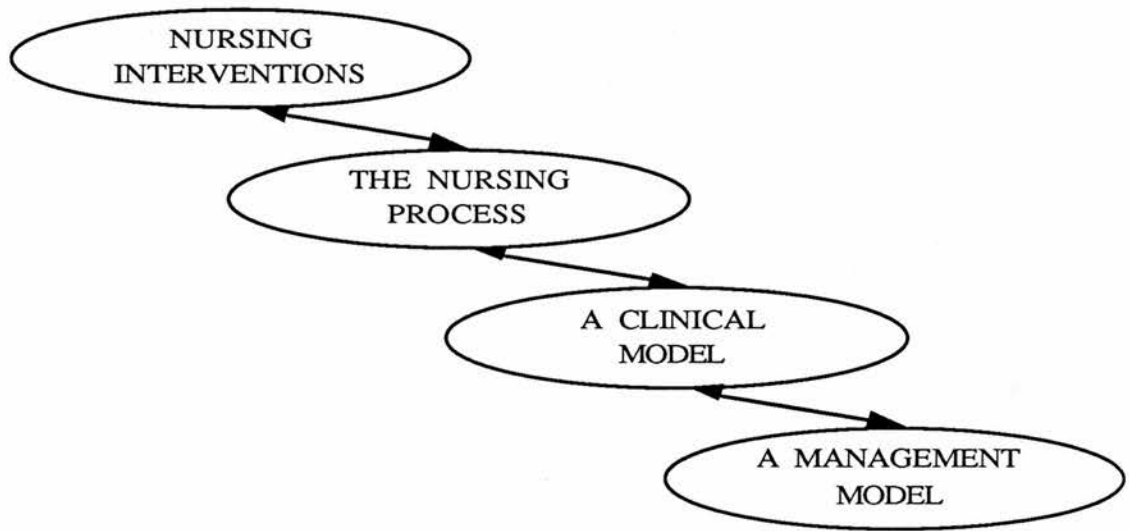 NURSING
INTERVENTIONS
THE NURSING
PROCESS
A CLINICAL
MODEL
A MANAGEMENT
MODEL